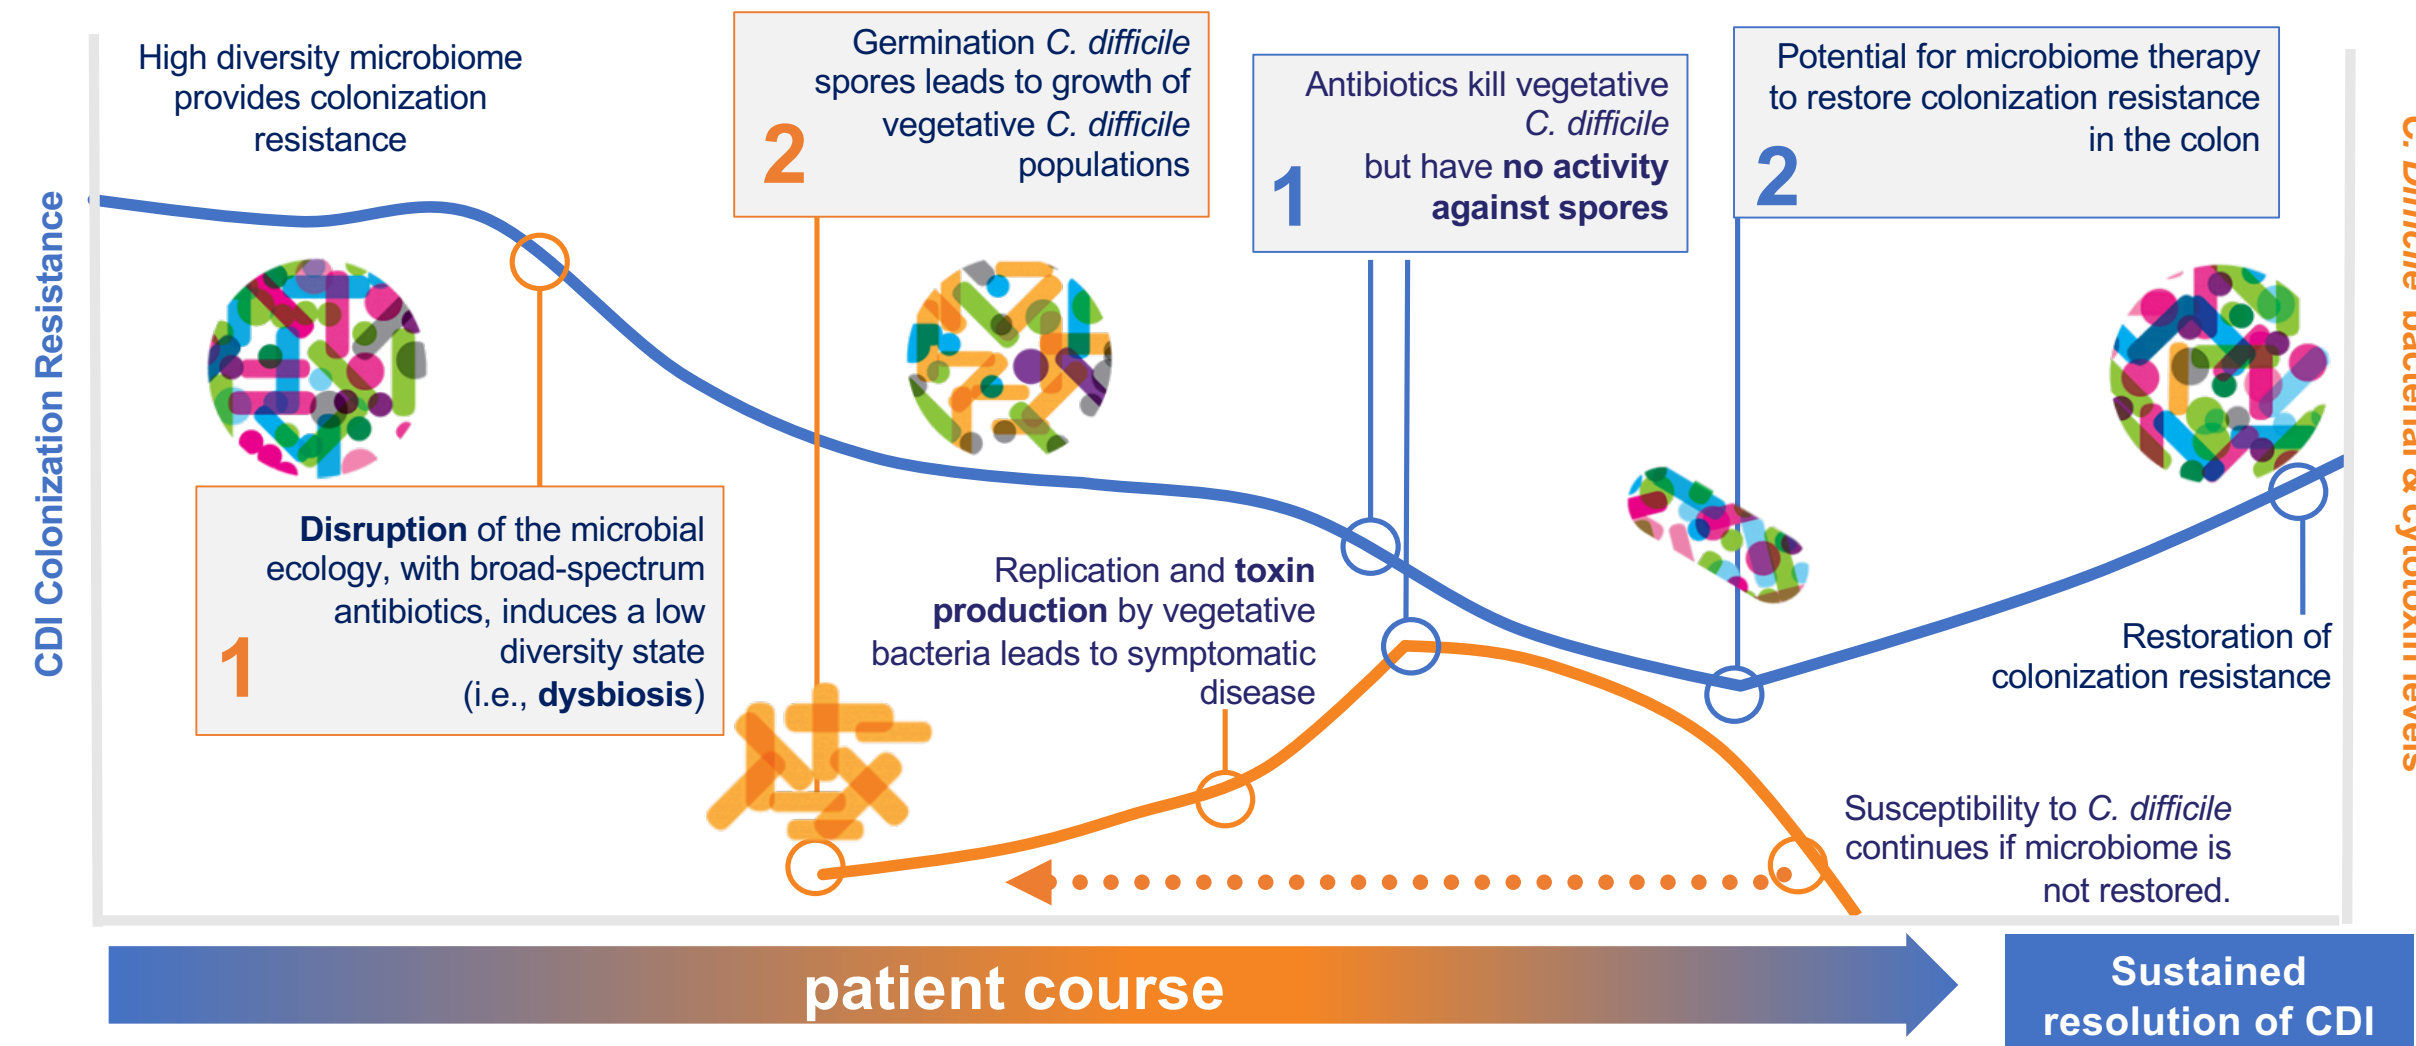 CDI Colonization Resistance
High diversity microbiome
provides colonization
resistance
1
Disruption of the microbial
ecology, with broad-spectrum
antibiotics, induces a low
diversity state
(i.e., dysbiosis)
2
Germination C. difficile
spores leads to growth of
vegetative C. difficile
populations
Replication and toxin
production by vegetative
bacteria leads to symptomatic
disease
1
Antibiotics kill vegetative
C. difficile
but have no activity
against spores
2
Potential for microbiome therapy
to restore colonization resistance
in the colon
Restoration of
colonization resistance
Susceptibility to C. difficile
continues if microbiome is
not restored.
C. Difficile bacterial & cytotoxin levels
patient course
Sustained
resolution of CDI